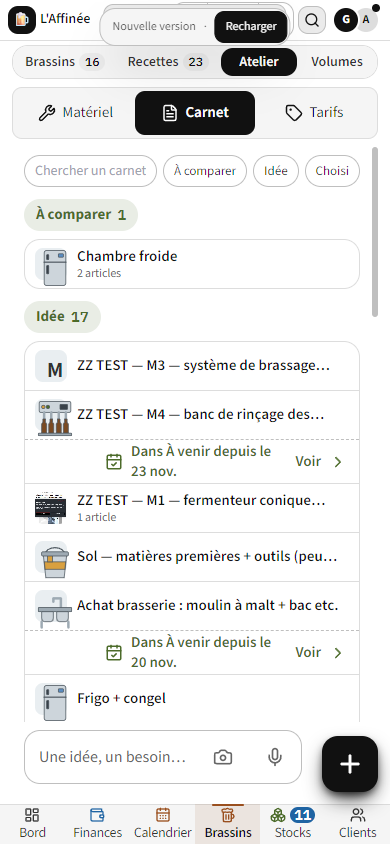 L'Affinée
Nouvelle version · Recharger
G A
Brassins 16 Recettes 23 Atelier Volumes
Matériel Carnet Tarifs
Chercher un carnet À comparer Idée Choisi
À comparer 1
Chambre froide
2 articles
Idée 17
M ZZ TEST — M3 — système de brassage…
ZZ TEST — M4 — banc de rinçage des…
Dans À venir depuis le
23 nov.
Voir
ZZ TEST — M1 — fermenteur conique…
1 article
Sol — matières premières + outils (peu…
Achat brasserie : moulin à malt + bac etc.
Dans À venir depuis le
20 nov.
Voir
Frigo + congel
Une idée, un besoin…
Bord Finances Calendrier Brassins Stocks 11 Clients